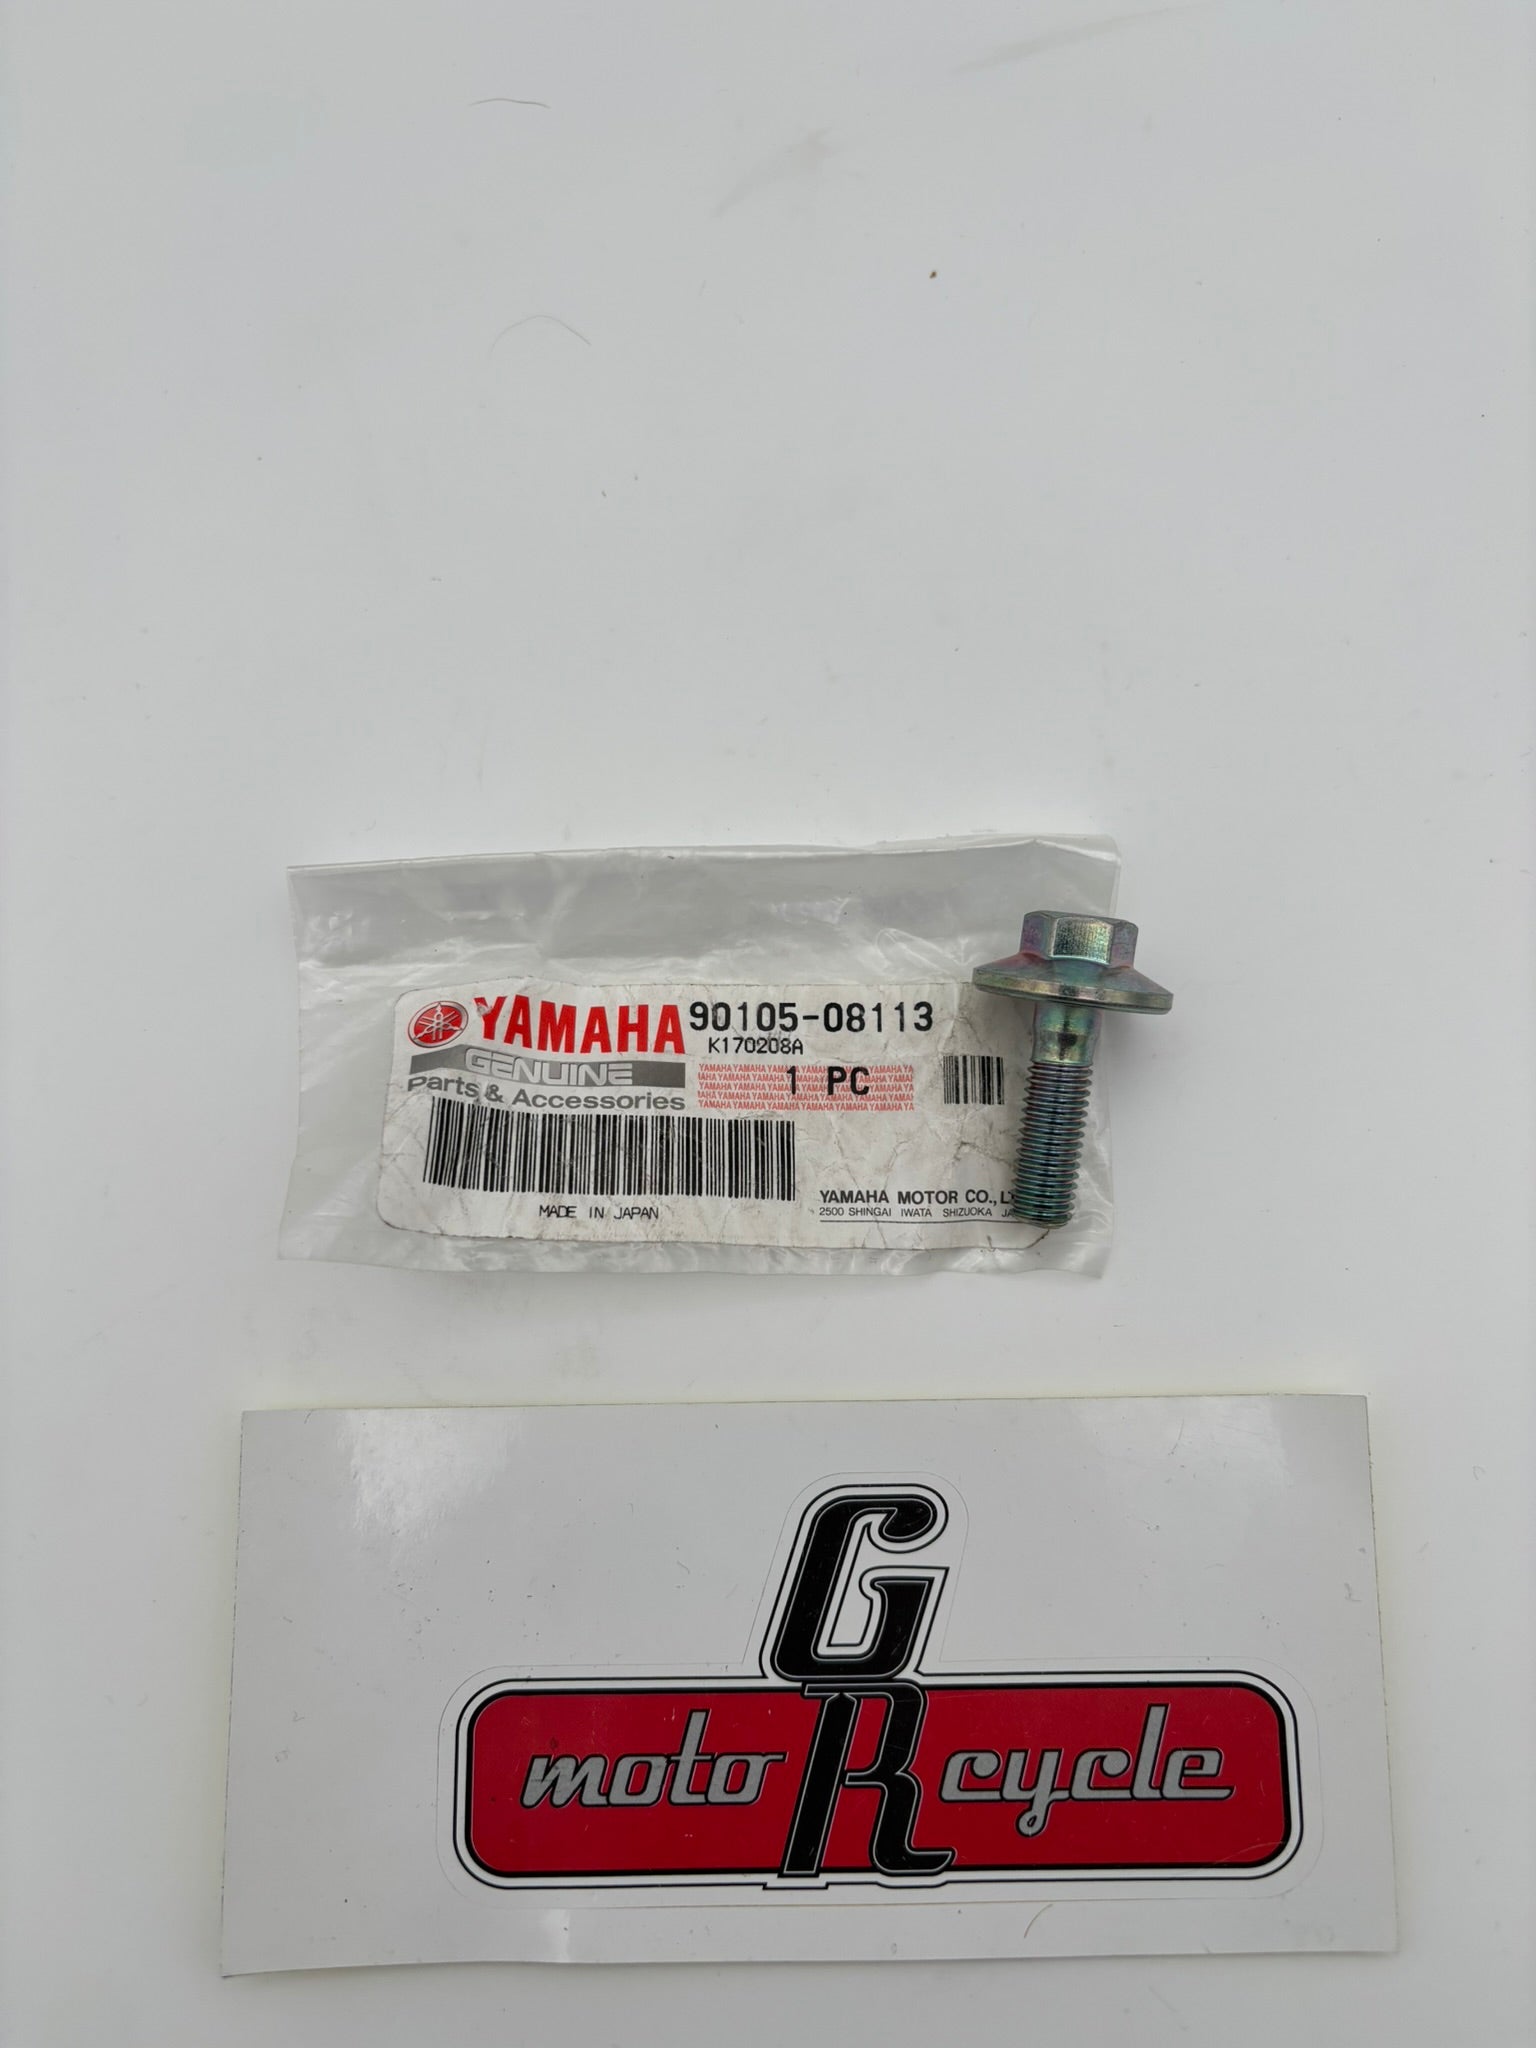 YAMAHA 90105-08113
K170208A
GENUINE
Parts & Accessories
1 PC
MADE IN JAPAN
YAMAHA MOTOR CO.,
2500 SHINGAI IWATA SHIZUOKA
GR
moto cycle